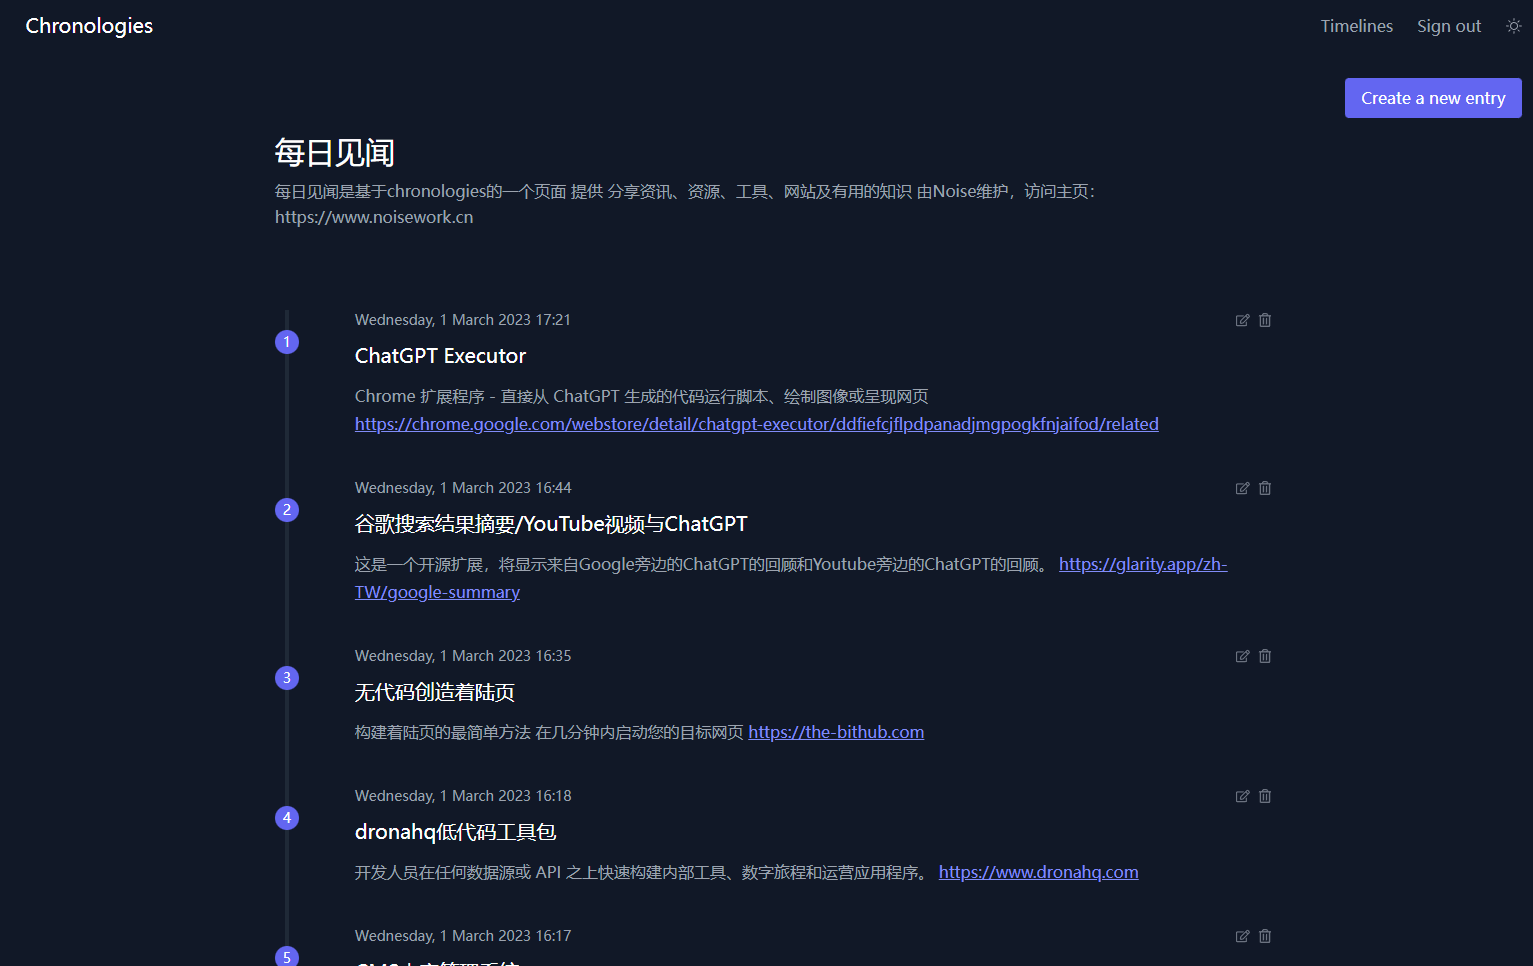 Chronologies
Timelines
Sign out
Create a new entry
每日见闻
每日见闻是基于chronologies的一个页面 提供 分享资讯、资源、工具、网站及有用的知识 由Noise维护，访问主页：
https://www.noisework.cn
Wednesday, 1 March 2023 17:21
1
ChatGPT Executor
Chrome 扩展程序 - 直接从 ChatGPT 生成的代码运行脚本、绘制图像或呈现网页
https://chrome.google.com/webstore/detail/chatgpt-executor/ddfiefcjflpdpanadjmgpogkfnjaifod/related
Wednesday, 1 March 2023 16:44
2
谷歌搜索结果摘要/YouTube视频与ChatGPT
这是一个开源扩展，将显示来自Google旁边的ChatGPT的回顾和Youtube旁边的ChatGPT的回顾。 https://glarity.app/zh-
TW/google-summary
Wednesday, 1 March 2023 16:35
3
无代码创造着陆页
构建着陆页的最简单方法 在几分钟内启动您的目标网页 https://the-bithub.com
Wednesday, 1 March 2023 16:18
4
dronahq低代码工具包
开发人员在任何数据源或 API 之上快速构建内部工具、数字旅程和运营应用程序。 https://www.dronahq.com
Wednesday, 1 March 2023 16:17
5